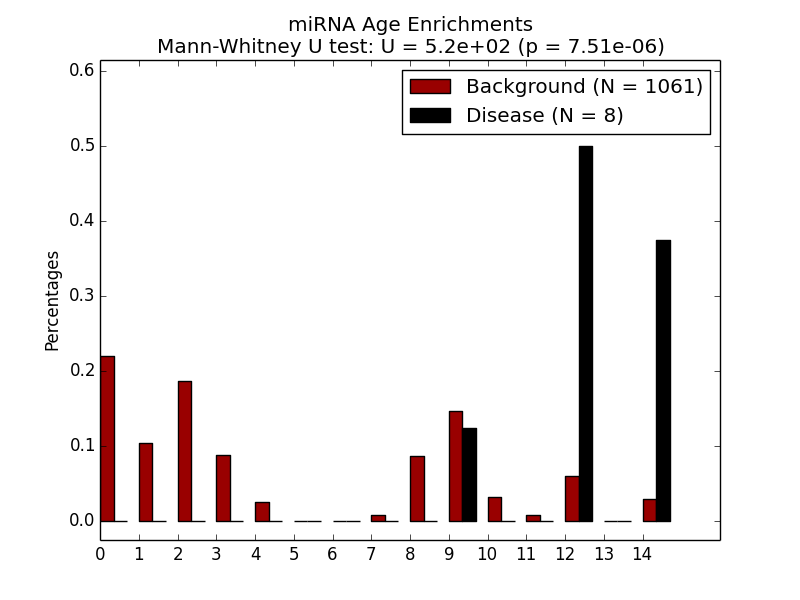 miRNA Age Enrichments
Mann-Whitney U test: U = 5.2e+02 (p = 7.51e-06)
Background (N = 1061)
Disease (N = 8)
Percentages
0.6
0.5
0.4
0.3
0.2
0.1
0.0
0 1 2 3 4 5 6 7 8 9 10 11 12 13 14